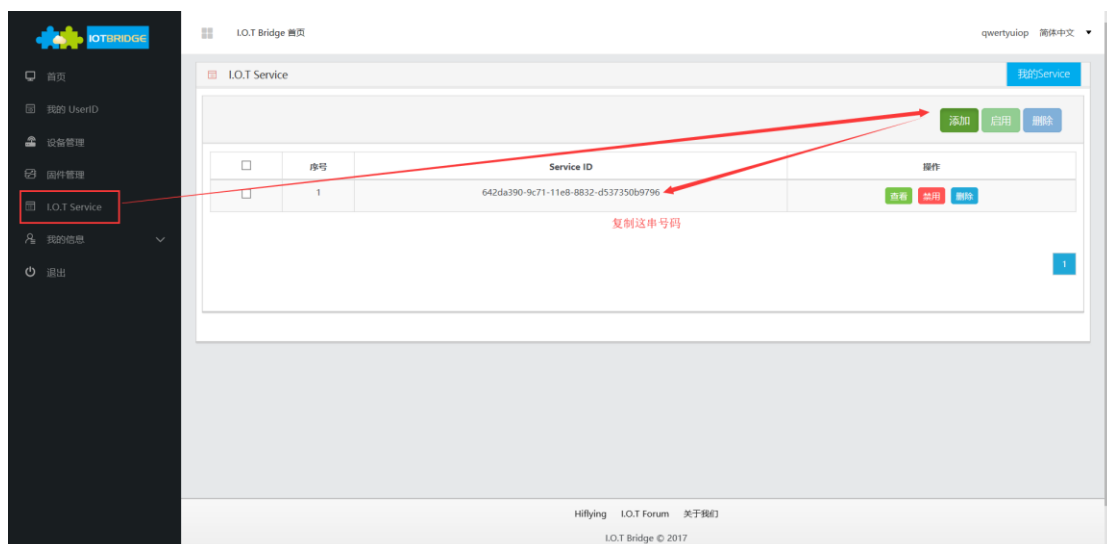 IOTBRIDGE
I.O.T Bridge 首页
qwertyuiop 简体中文
首页
我的 UserID
设备管理
固件管理
I.O.T Service
我的信息
退出
I.O.T Service
我的Service
添加 启用 删除
序号 Service ID 操作
1 642da390-9c71-11e8-8832-d537350b9796 查看 禁用 删除
复制这串号码
1
Hiflying I.O.T Forum 关于我们
I.O.T Bridge © 2017